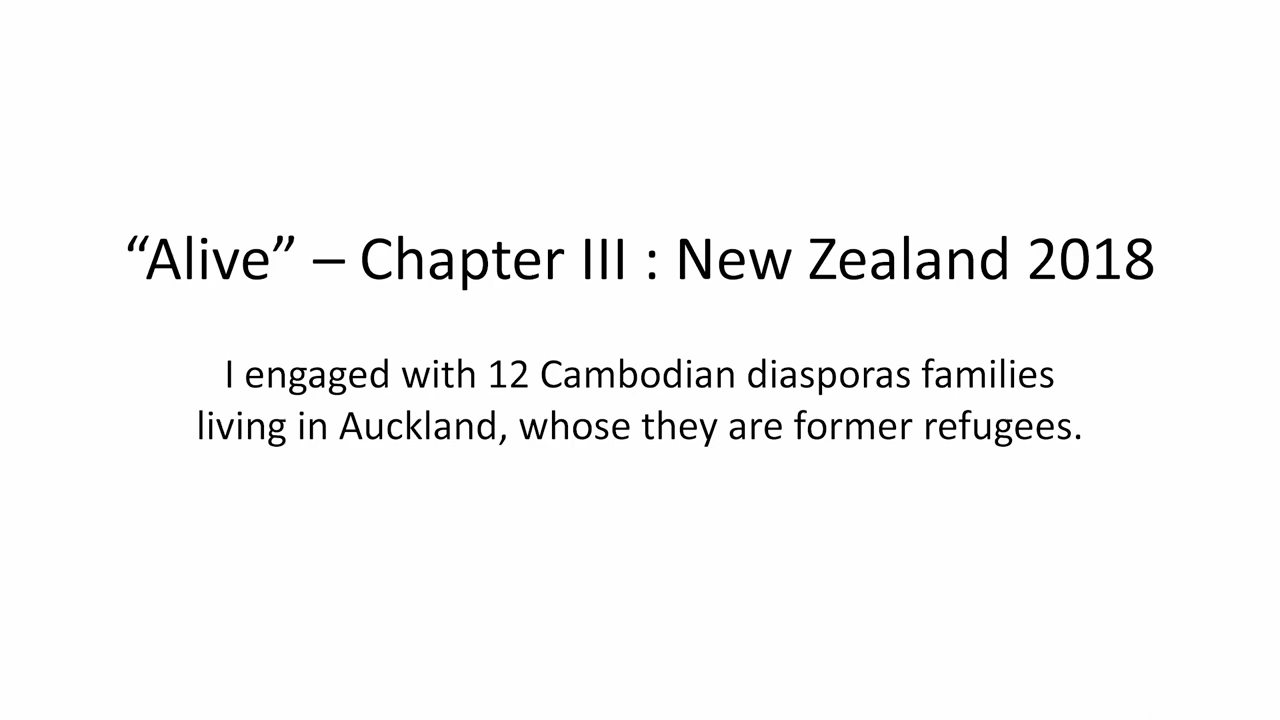 “Alive” – Chapter III : New Zealand 2018
I engaged with 12 Cambodian diasporas families
living in Auckland, whose they are former refugees.